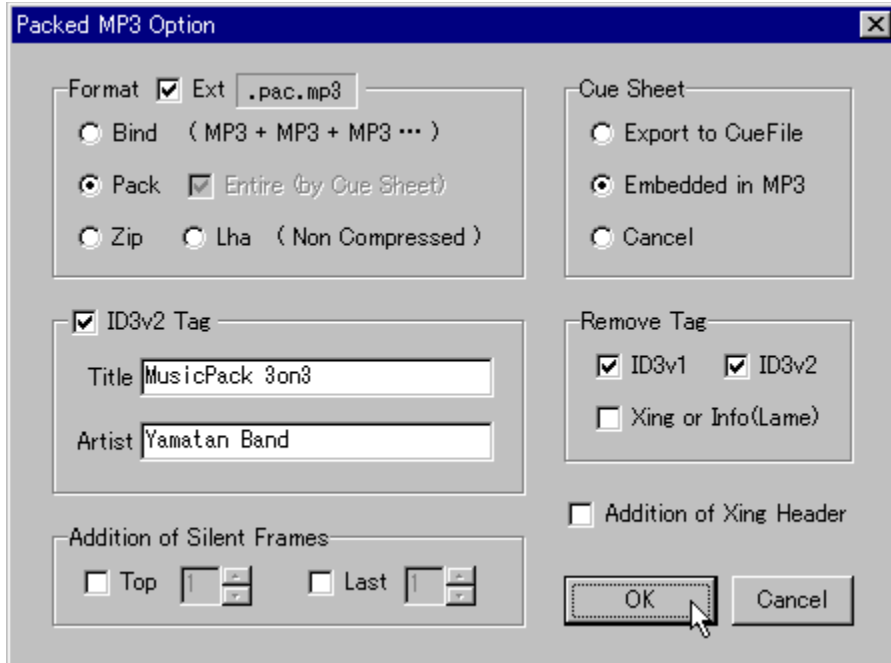 Packed MP3 Option
Format Ext .pac.mp3
Bind ( MP3 + MP3 + MP3 ··· )
Pack Entire (by Cue Sheet)
Zip Lha ( Non Compressed )
Cue Sheet
Export to CueFile
Embedded in MP3
Cancel
ID3v2 Tag
Title MusicPack 3on3
Artist Yamatan Band
Remove Tag
ID3v1 ID3v2
Xing or Info(Lame)
Addition of Silent Frames
Top 1 Last 1
Addition of Xing Header
OK Cancel